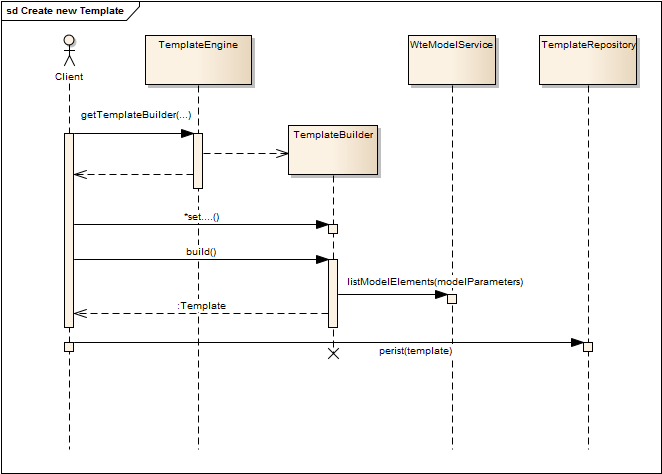 sd Create new Template
TemplateEngine
WteModelService
TemplateRepository
Client
getTemplateBuilder(...)
TemplateBuilder
*set....()
build()
listModelElements(modelParameters)
:Template
perist(template)